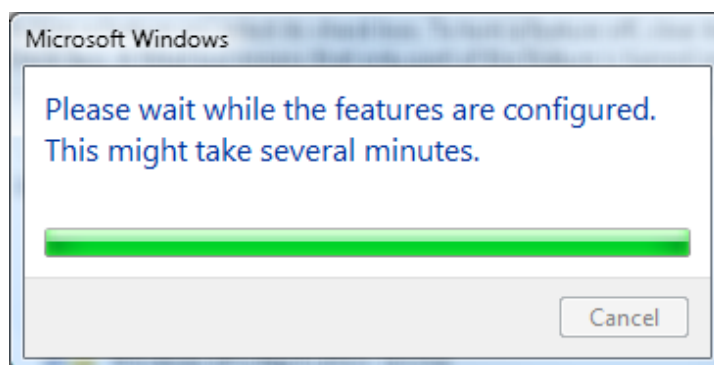 Microsoft Windows
Please wait while the features are configured.
This might take several minutes.
Cancel